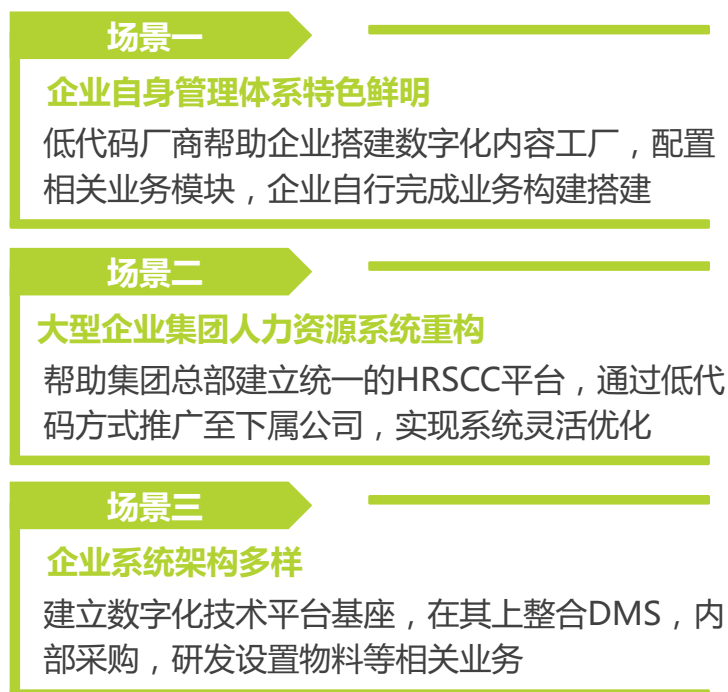 场景一
企业自身管理体系特色鲜明
低代码厂商帮助企业搭建数字化内容工厂，配置
相关业务模块，企业自行完成业务构建搭建
场景二
大型企业集团人力资源系统重构
帮助集团总部建立统一的HRSCC平台，通过低代
码方式推广至下属公司，实现系统灵活优化
场景三
企业系统架构多样
建立数字化技术平台基座，在其上整合DMS，内
部采购，研发设置物料等相关业务